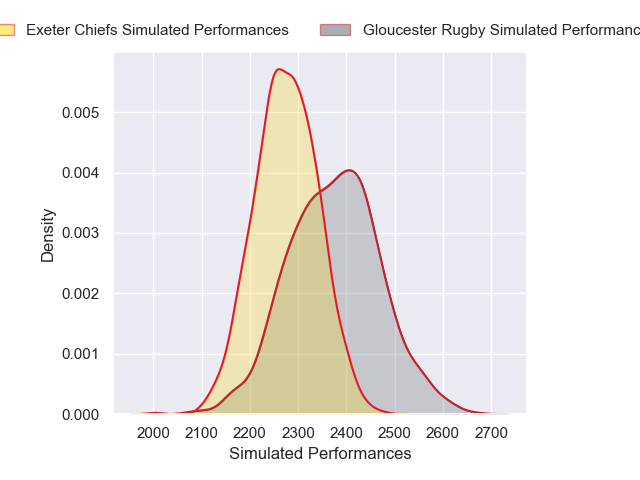 Exeter Chiefs Simulated Performances Gloucester Rugby Simulated Performanc
0.005
0.004
0.003
0.002
0.001
0.000
Density
2000 2100 2200 2300 2400 2500 2600 2700
Simulated Performances